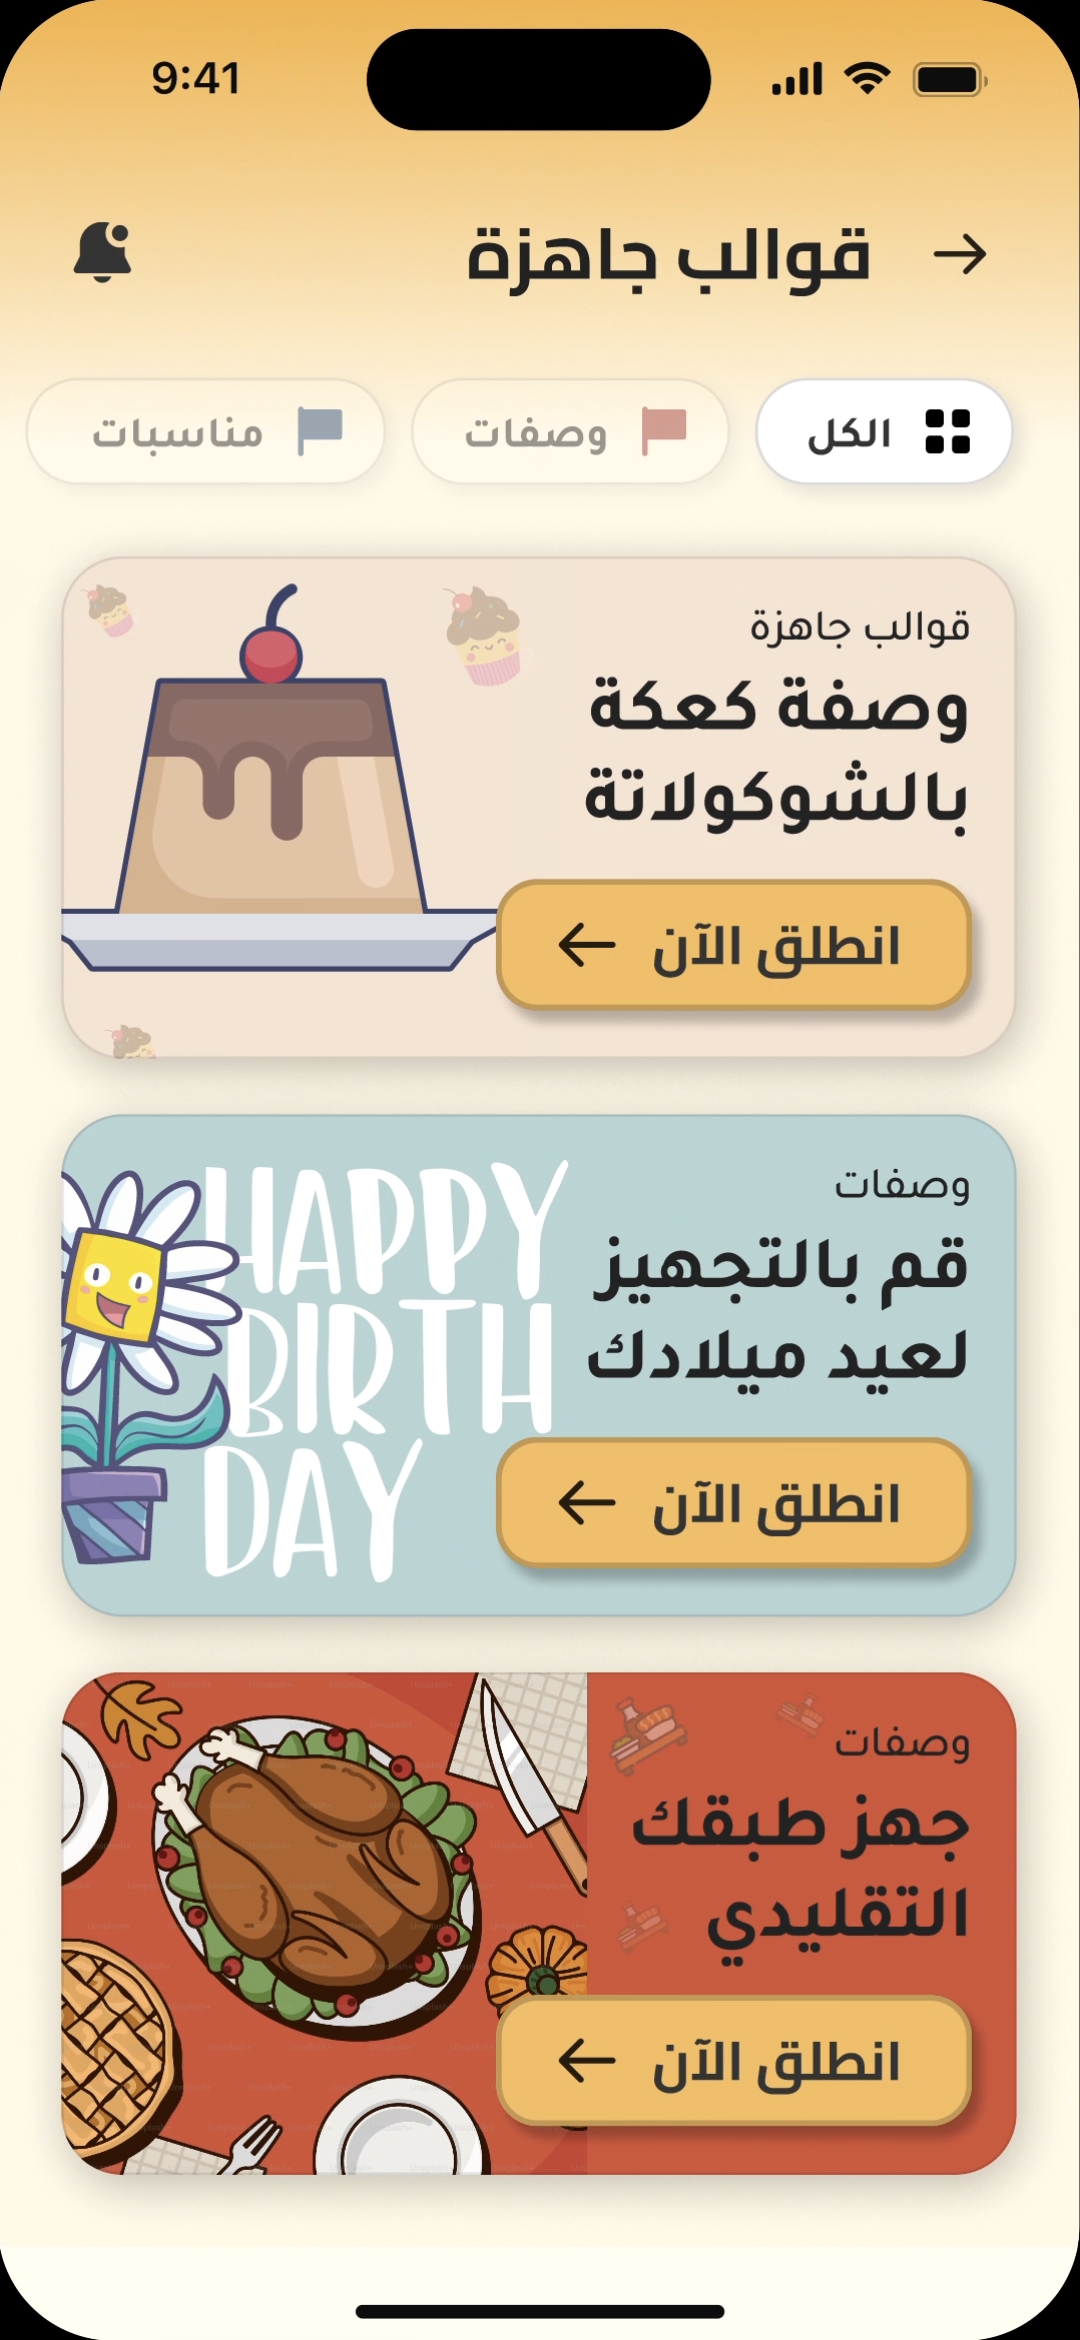 9:41
قوالب جاهزة
الكل
وصفات
مناسبات
قوالب جاهزة
وصفة كعكة
بالشوكولاتة
انطلق الآن
وصفات
قم بالتجهيز
لعيد ميلادك
انطلق الآن
HAPPY
BIRTH
DAY
وصفات
جهز طبقك
التقليدي
انطلق الآن